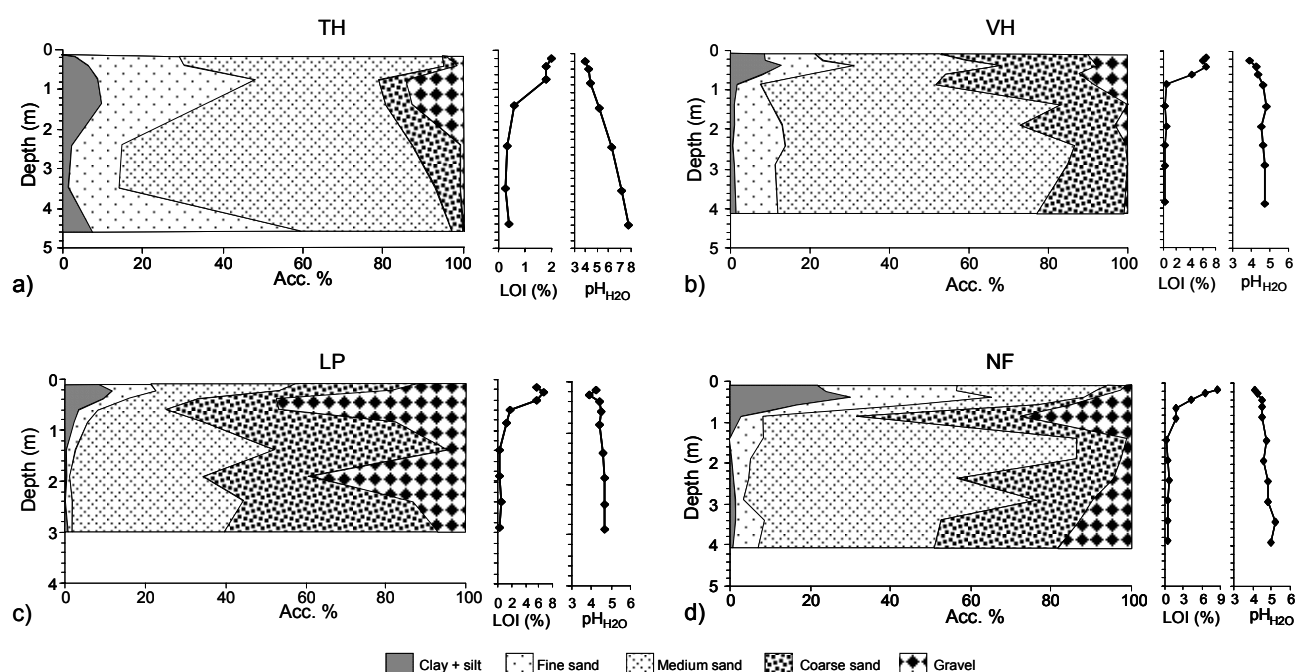 TH
0
1
2
3
4
5
Depth (m)
0 20 40 60 80 100
Acc. %
0 1 2
LOI (%)
3 4 5 6 7 8
pHH2O
a)
VH
0
1
2
3
4
5
Depth (m)
0 20 40 60 80 100
Acc. %
0 2 4 6 8
LOI (%)
3 4 5 6
pHH2O
b)
LP
0
1
2
3
4
Depth (m)
0 20 40 60 80 100
Acc. %
0 2 4 6 8
LOI (%)
3 4 5 6
pHH2O
c)
NF
0
1
2
3
4
5
Depth (m)
0 20 40 60 80 100
Acc. %
0 3 6 9
LOI (%)
3 4 5 6
pHH2O
d)
Clay + silt Fine sand Medium sand Coarse sand Gravel